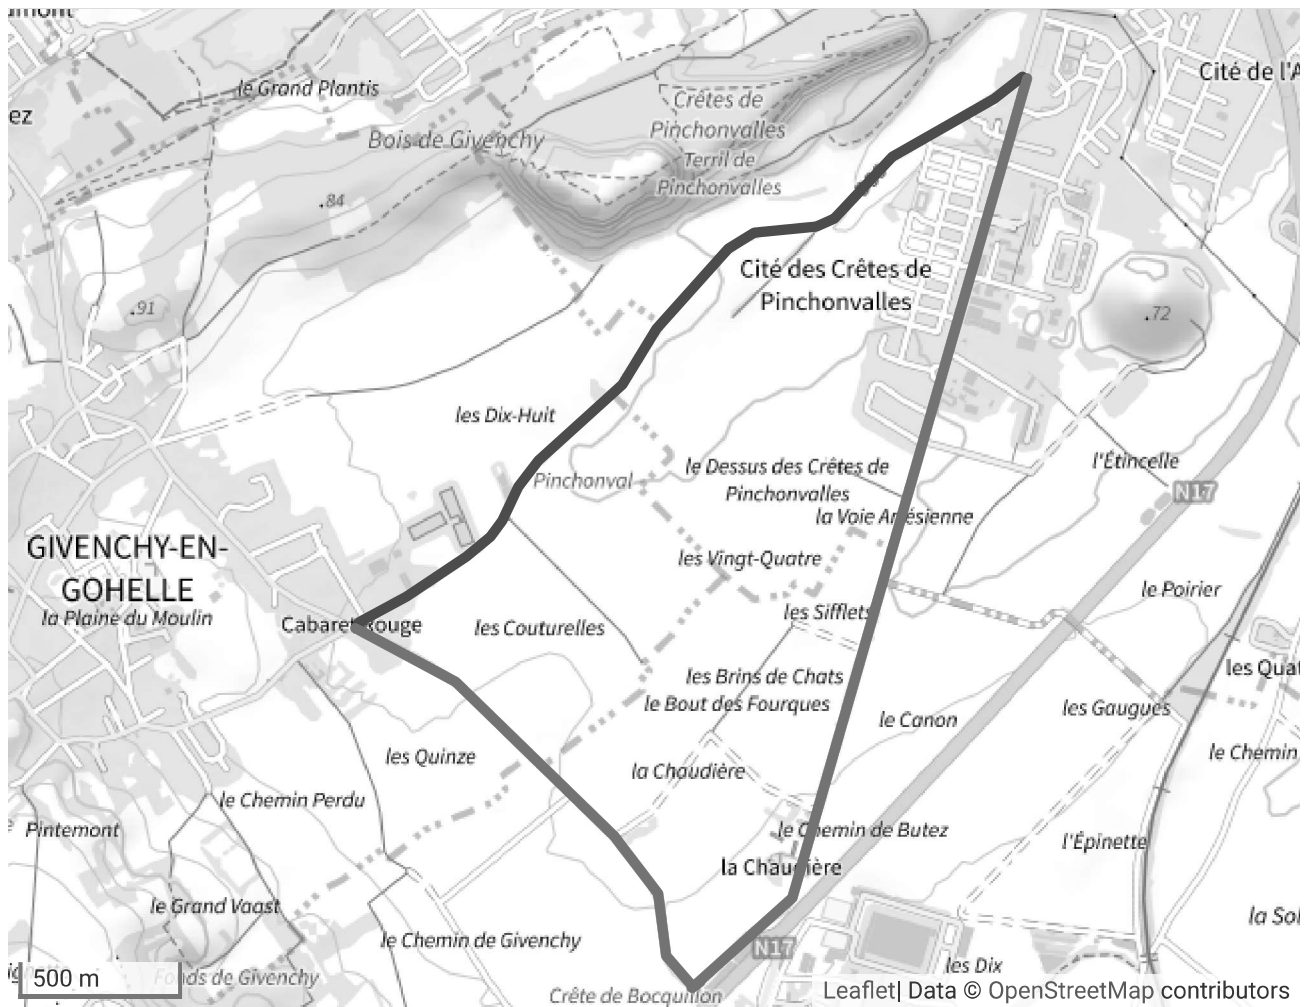 le Grand Plantis
Cité de l'A
ez
Crêtes de
Pinchonvalles
Bois de Givenchy
Terril de
Pinchonvalles
84
Cité des Crêtes de
Pinchonvalles
91
72
les Dix-Huit
le Dessus des Crêtes de
Pinchonvalles
l'Étincelle
Pinchonval
N17
la Voie Artésienne
GIVENCHY-EN-
GOHELLE
la Plaine du Moulin
les Vingt-Quatre
le Poirier
Cabaret Rouge
les Couturelles
les Sifflets
les Quat
les Brins de Chats
le Bout des Fourques
le Canon
les Gaugues
les Quinze
la Chaudière
le Chemin
le Chemin Perdu
Pintemont
le Chemin de Butez
l'Épinette
la Chaudière
le Grand Vaast
la Sol
le Chemin de Givenchy
N17
500 m
Fonds de Givenchy
les Dix
Crête de Bocquillon
Leaflet | Data © OpenStreetMap contributors